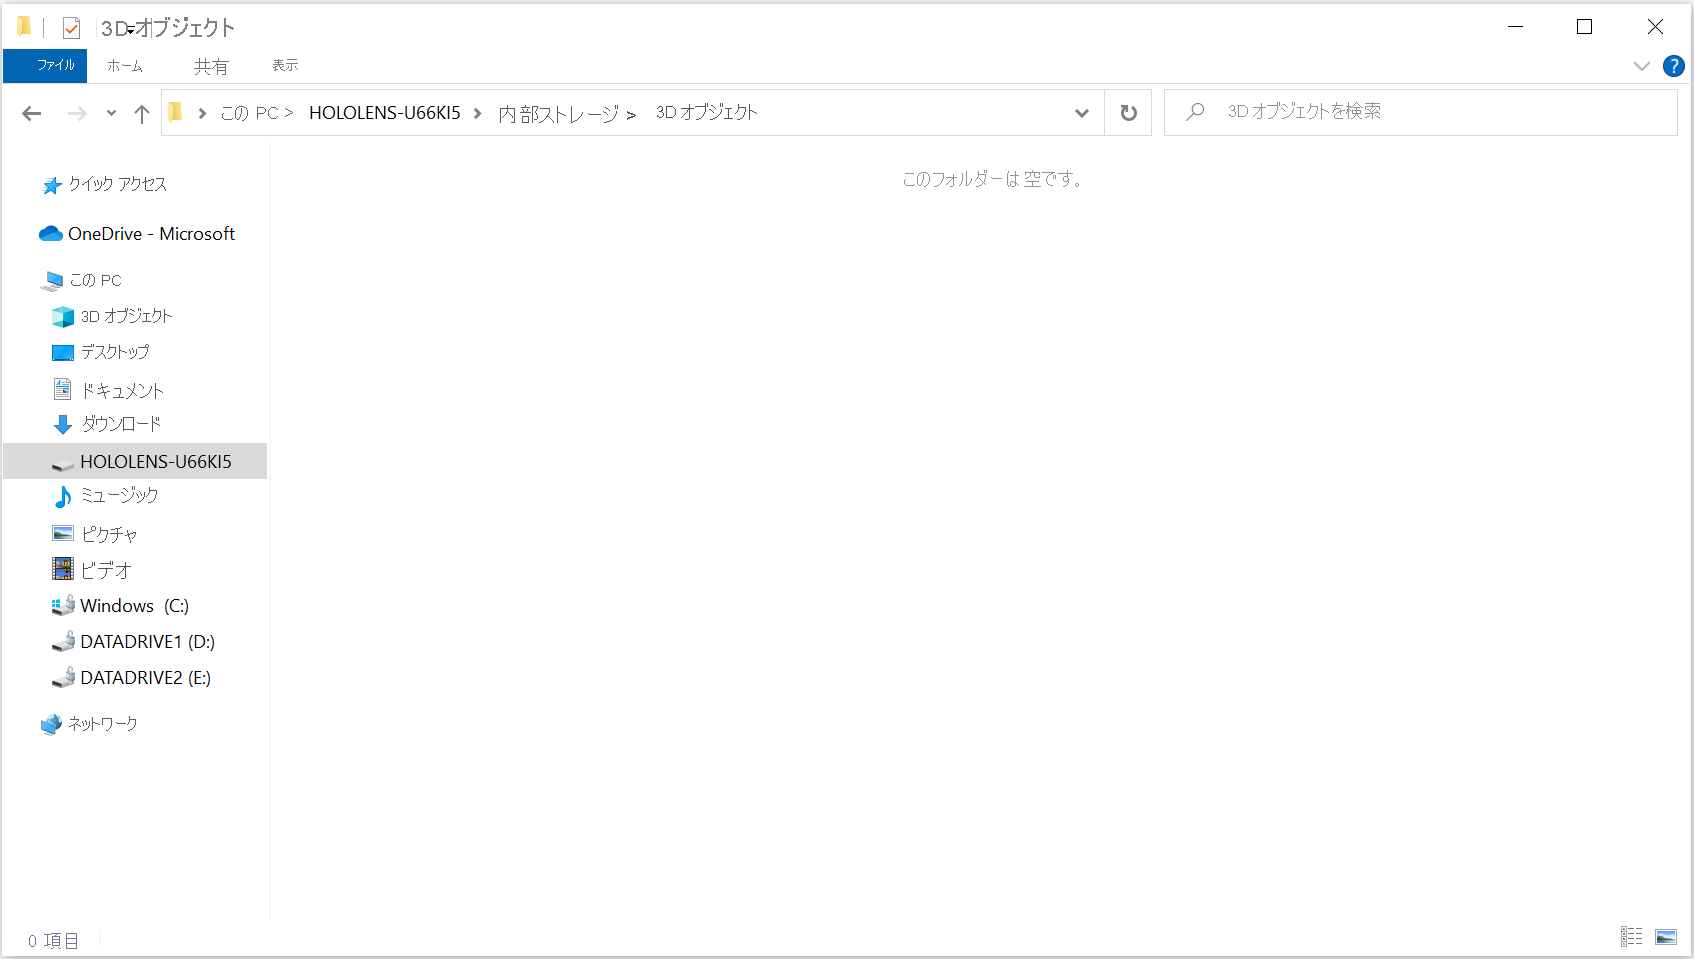 3D オブジェクト
ファイル ホーム 共有 表示
このPC > HOLOLENS-U66KI5 > 内部ストレージ > 3Dオブジェクト
3Dオブジェクトを検索
このフォルダーは空です。
クイック アクセス
OneDrive - Microsoft
この PC
3D オブジェクト
デスクトップ
ドキュメント
ダウンロード
HOLOLENS-U66KI5
ミュージック
ピクチャ
ビデオ
Windows (C:)
DATADRIVE1 (D:)
DATADRIVE2 (E:)
ネットワーク
0 項目